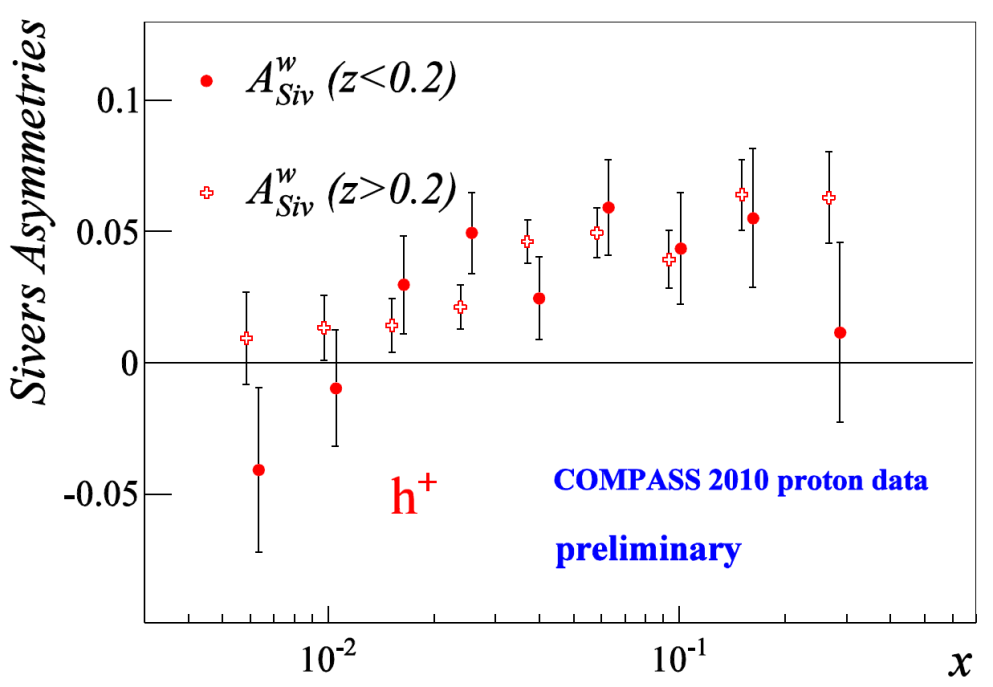 Sivers Asymmetries
A^w_Siv (z<0.2)
A^w_Siv (z>0.2)
0.1
0.05
0
-0.05
h^+
COMPASS 2010 proton data
preliminary
10^-2
10^-1
x